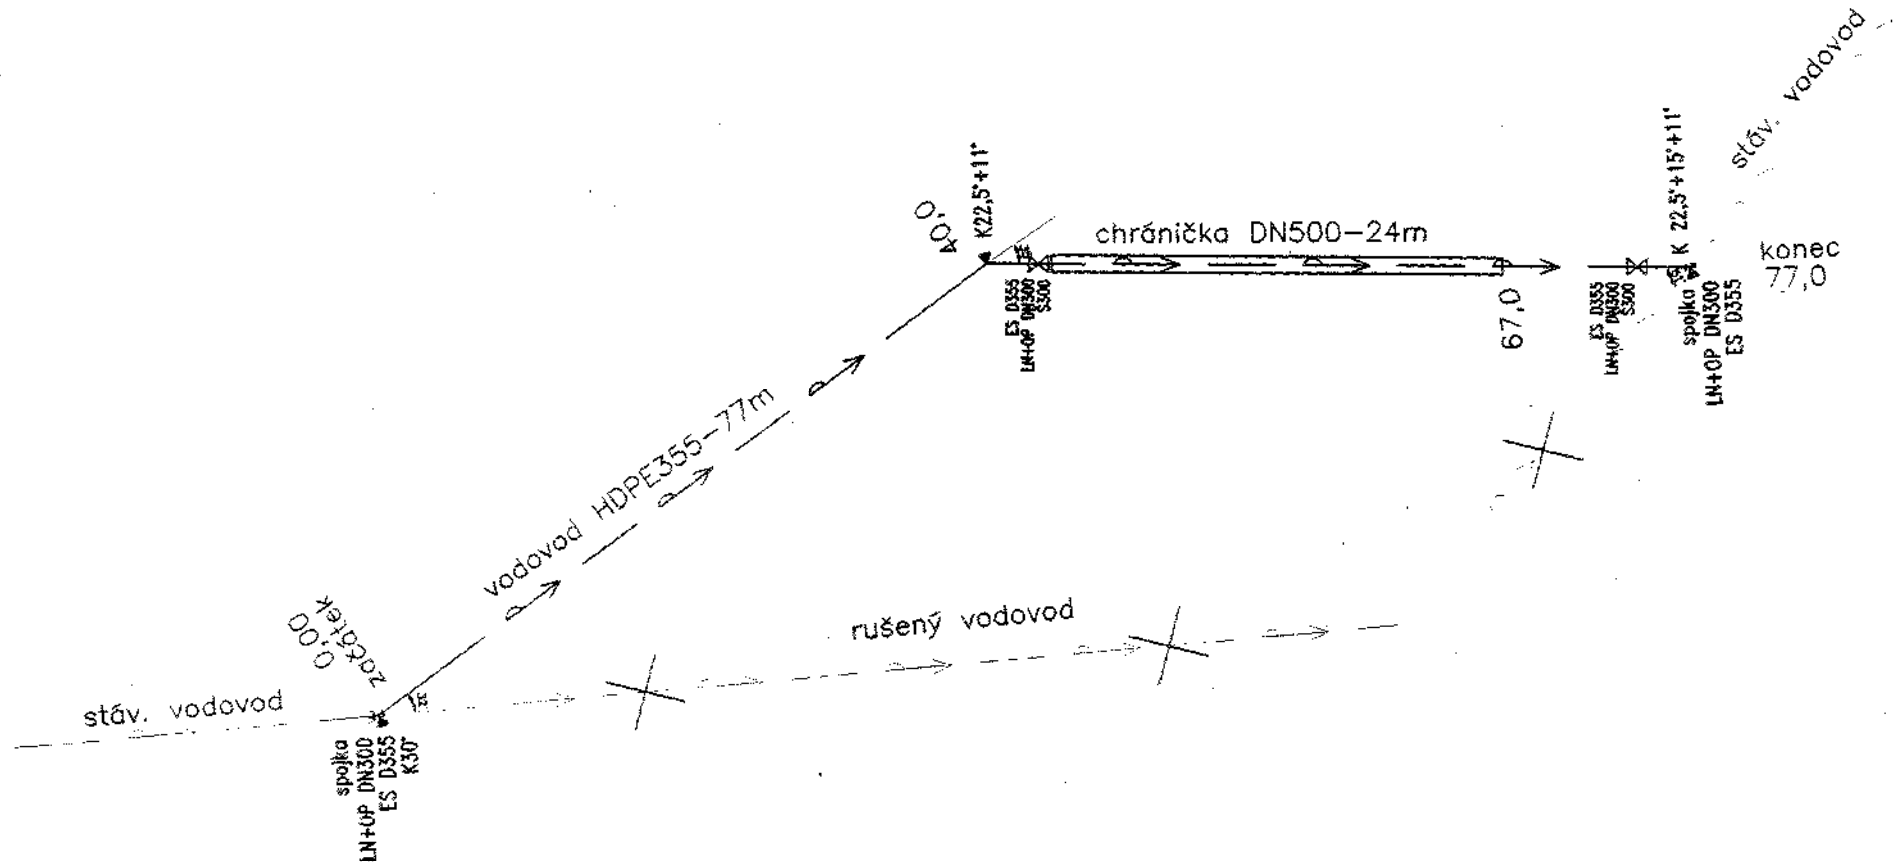 stáv. vodovod
K 22,5°+15°+11°
K22,5°+11°
40,0
chránička DN500-24m
konec
77,0
ES D355
LN+OP DN300
S300
67,0
ES D355
LN+OP DN300
S300
spojka
LN+OP DN300
ES D355
vodovod HDPE355-77m
0,00
začátek
rušený vodovod
stáv. vodovod
spojka
LN+OP DN300
ES D355
K30°